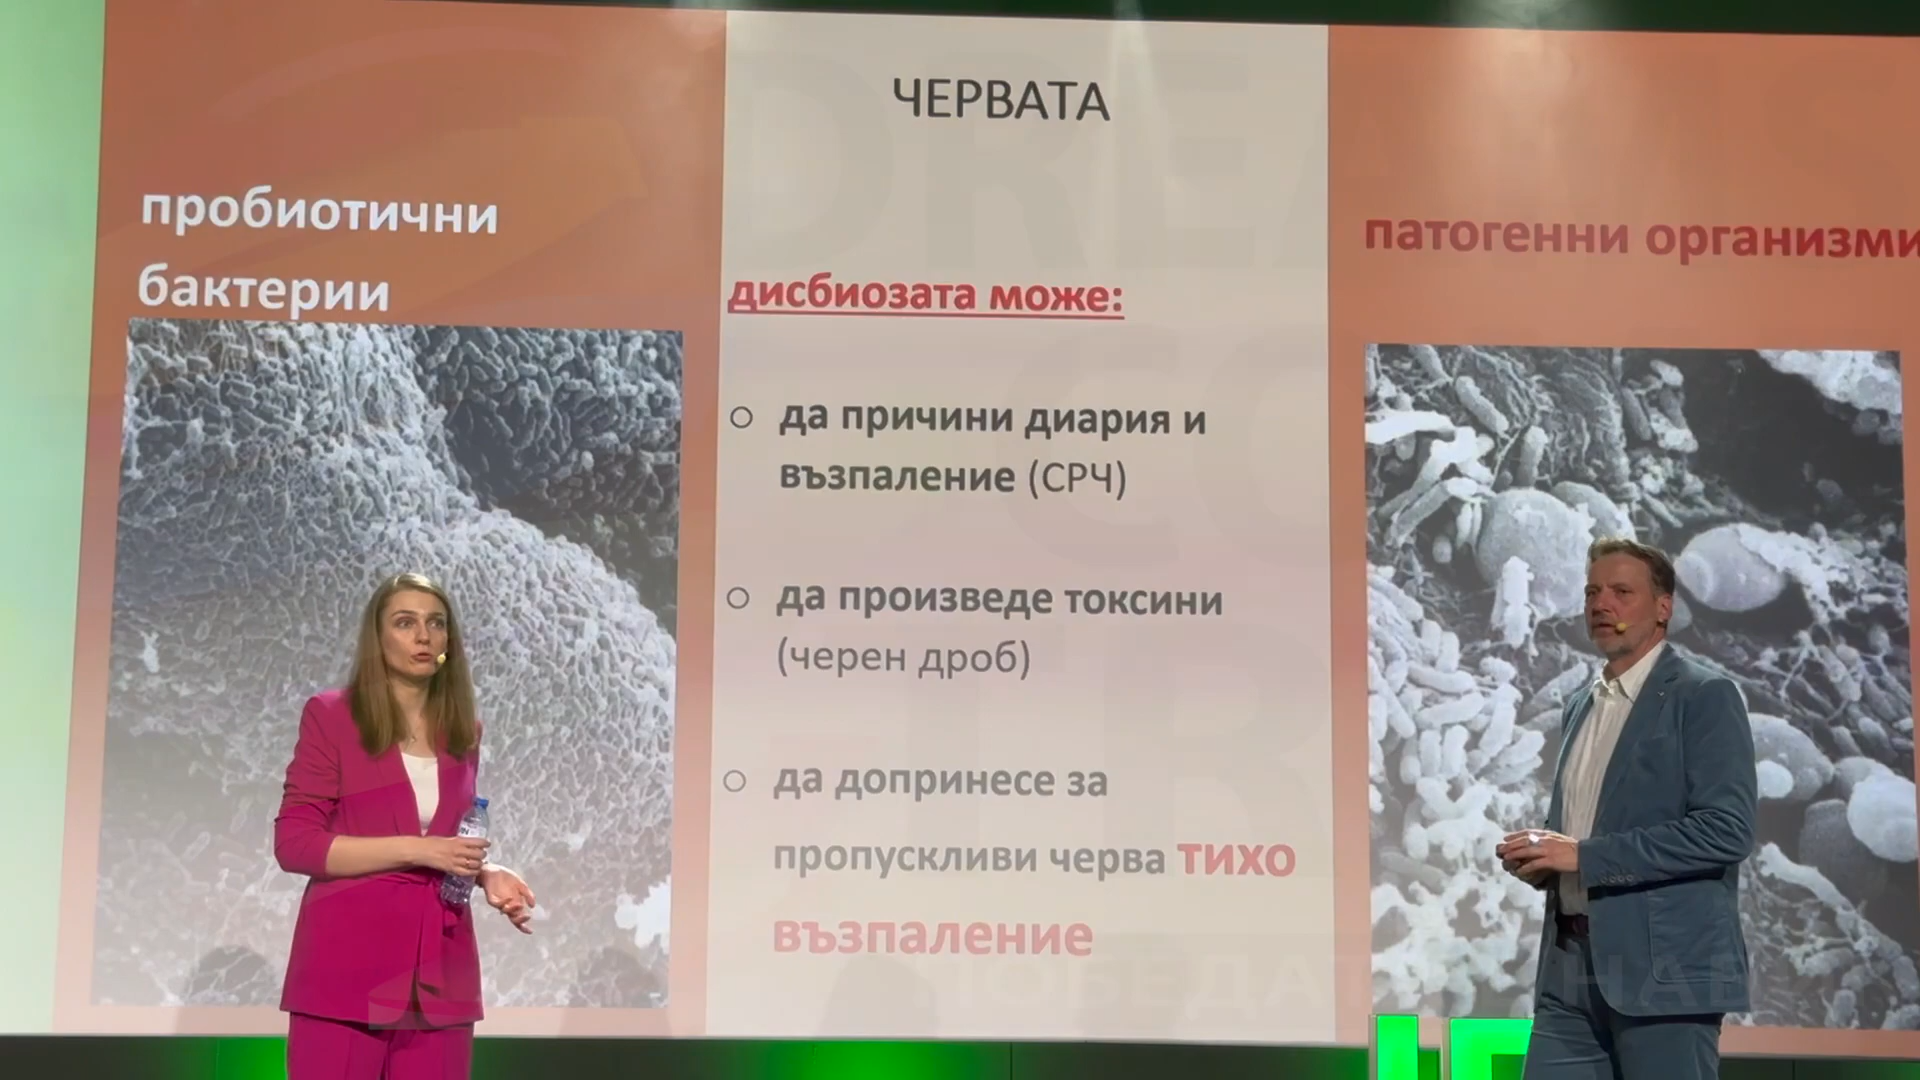 ЧЕРВАТА
пробиотични
бактерии
дисбиозата може:
○ да причини диария и
възпаление (СРЧ)
○ да произведе токсини
(черен дроб)
○ да допринесе за
пропускливи черва ТИХО
възпаление
патогенни организми